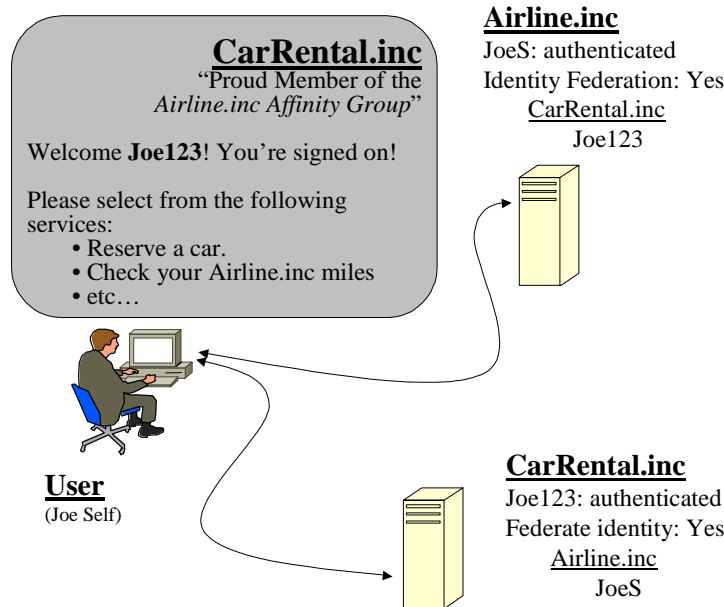 CarRental.inc
“Proud Member of the
Airline.inc Affinity Group”
Welcome Joe123! You’re signed on!
Please select from the following
services:
• Reserve a car.
• Check your Airline.inc miles
• etc…
Airline.inc
JoeS: authenticated
Identity Federation: Yes
CarRental.inc
Joe123
User
(Joe Self)
CarRental.inc
Joe123: authenticated
Federate identity: Yes
Airline.inc
JoeS